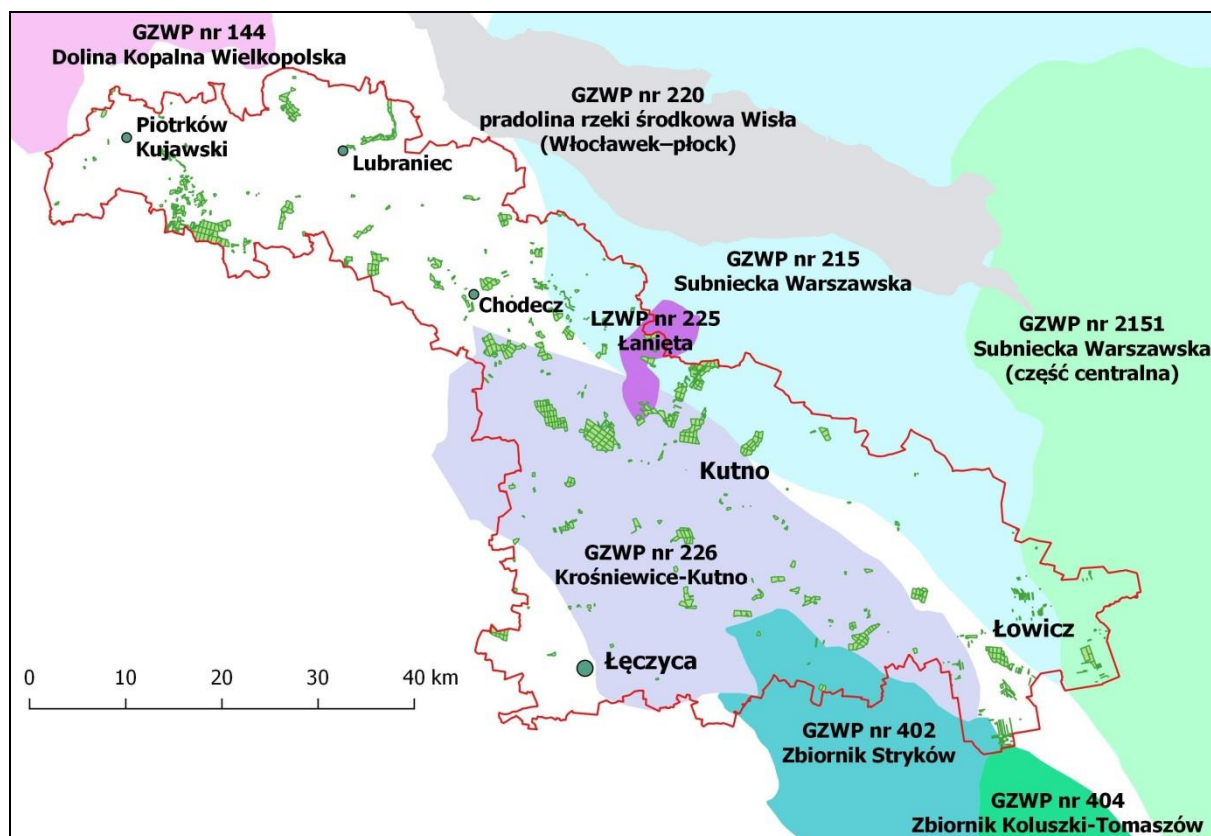 GZWP nr 144
Dolina Kopalna Wielkopolska
GZWP nr 220
pradolina rzeki środkowa Wisła
(Włocławek–płock)
Piotrków
Kujawski
Lubraniec
GZWP nr 215
Subniecka Warszawska
Chodecz
LZWP nr 225
Łanięta
GZWP nr 2151
Subniecka Warszawska
(część centralna)
Kutno
GZWP nr 226
Krośniewice-Kutno
Łowicz
Łęczyca
0 10 20 30 40 km
GZWP nr 402
Zbiornik Stryków
GZWP nr 404
Zbiornik Koluszki-Tomaszów